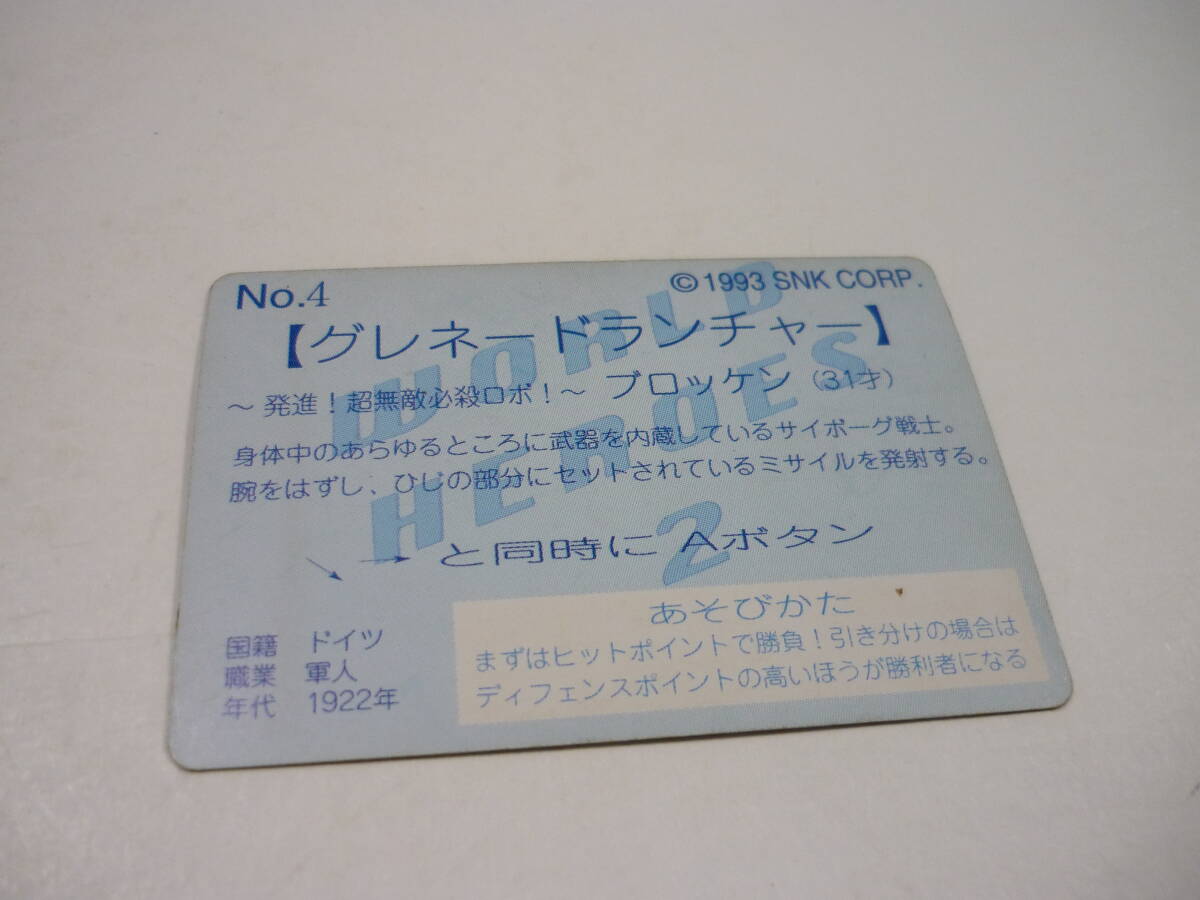 No.4 ©1993 SNK CORP.
WORLD HEROES 2
【グレネードランチャー】
～発進！超無敵必殺ロボ！～ ブロッケン（31才）
身体中のあらゆるところに武器を内蔵しているサイボーグ戦士。
腕をはずし、ひじの部分にセットされているミサイルを発射する。
↘ → と同時に Aボタン
国籍 ドイツ
職業 軍人
年代 1922年
あそびかた
まずはヒットポイントで勝負！引き分けの場合は
ディフェンスポイントの高いほうが勝利者になる